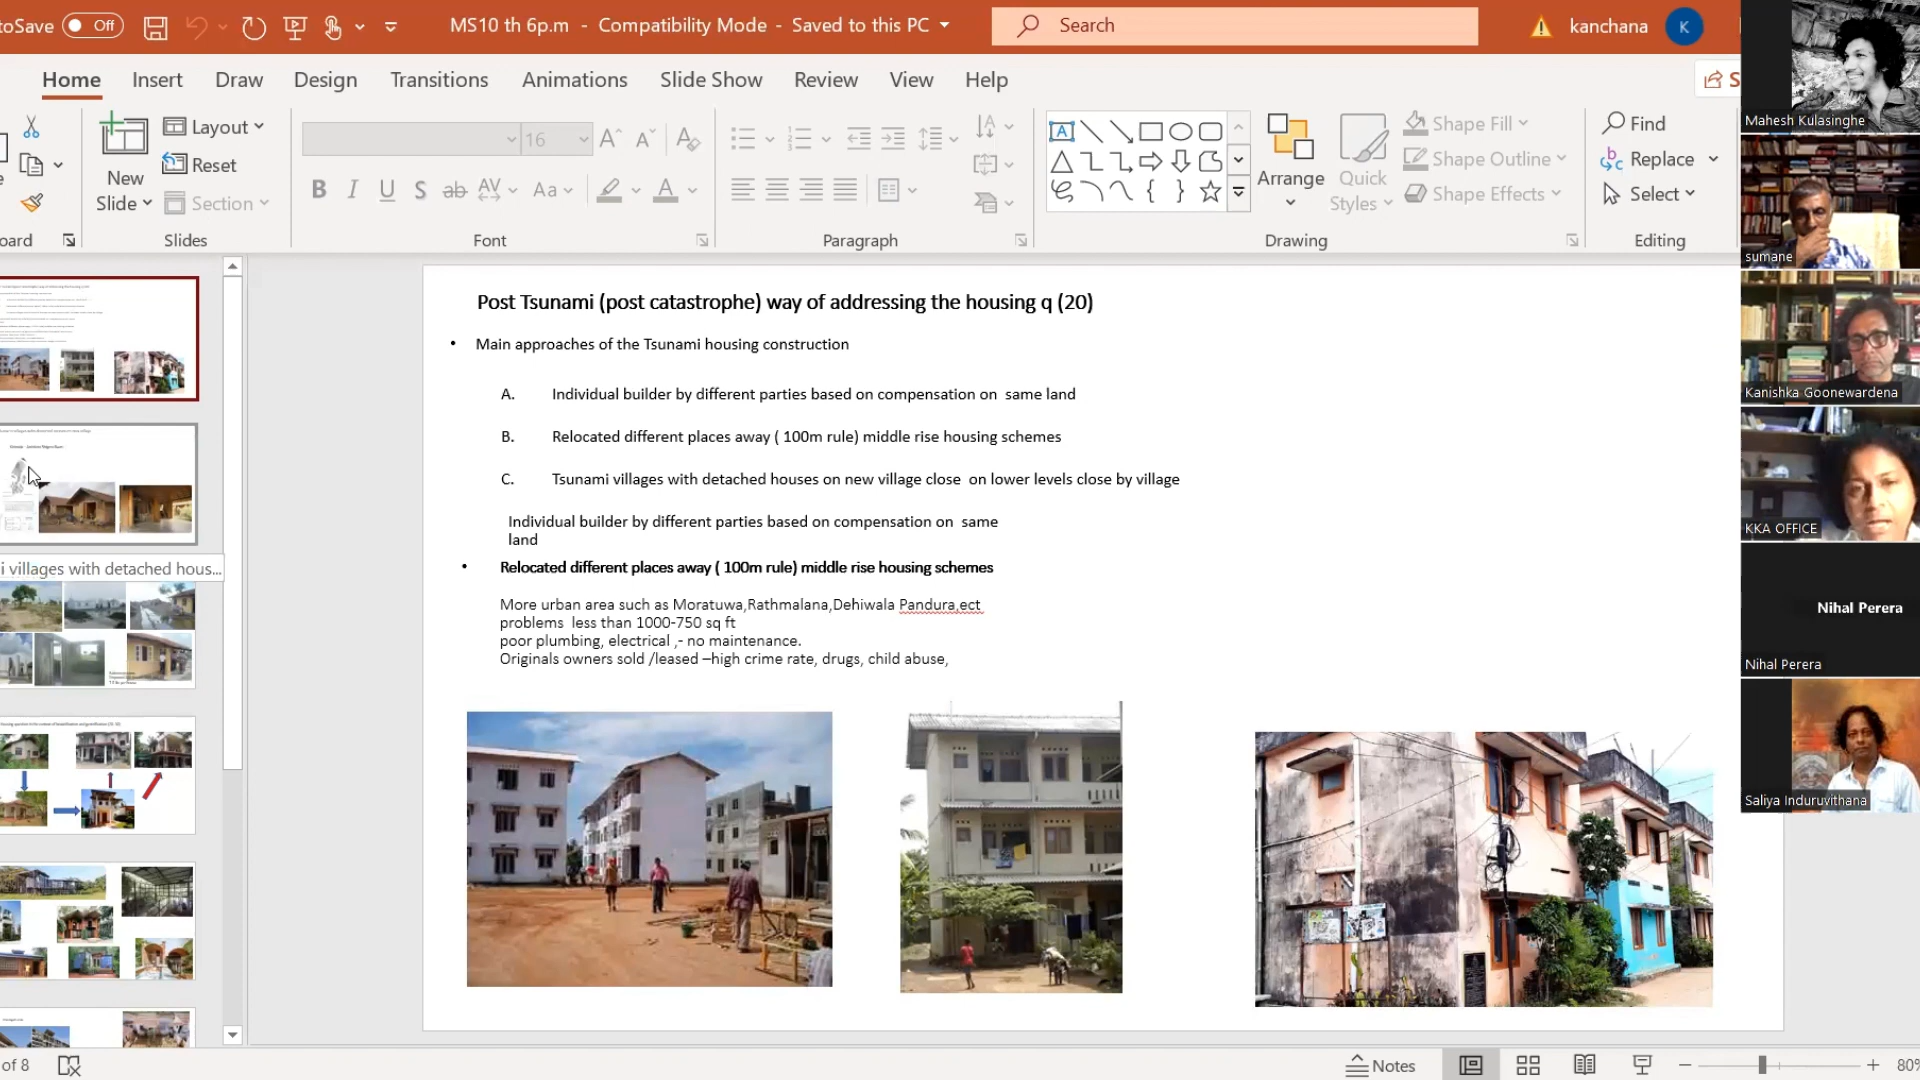 toSave Off
MS10 th 6p.m - Compatibility Mode - Saved to this PC
Search
kanchana K
Home Insert Draw Design Transitions Animations Slide Show Review View Help
New Slide
Layout
Reset
Section
Slides
16
B I U S ab AV Aa A
Font
Paragraph
Arrange
Quick Styles
Shape Fill
Shape Outline
Shape Effects
Drawing
Find
Replace
Select
Editing
oard
i villages with detached hous...
Post Tsunami (post catastrophe) way of addressing the housing q (20)
• Main approaches of the Tsunami housing construction
A. Individual builder by different parties based on compensation on same land
B. Relocated different places away ( 100m rule) middle rise housing schemes
C. Tsunami villages with detached houses on new village close on lower levels close by village
Individual builder by different parties based on compensation on same
land
• Relocated different places away ( 100m rule) middle rise housing schemes
More urban area such as Moratuwa,Rathmalana,Dehiwala Pandura,ect
problems less than 1000-750 sq ft
poor plumbing, electrical ,- no maintenance.
Originals owners sold /leased –high crime rate, drugs, child abuse,
Mahesh Kulasinghe
sumane
Kanishka Goonewardena
KKA OFFICE
Nihal Perera
Nihal Perera
Saliya Induruvithana
of 8
Notes
80%